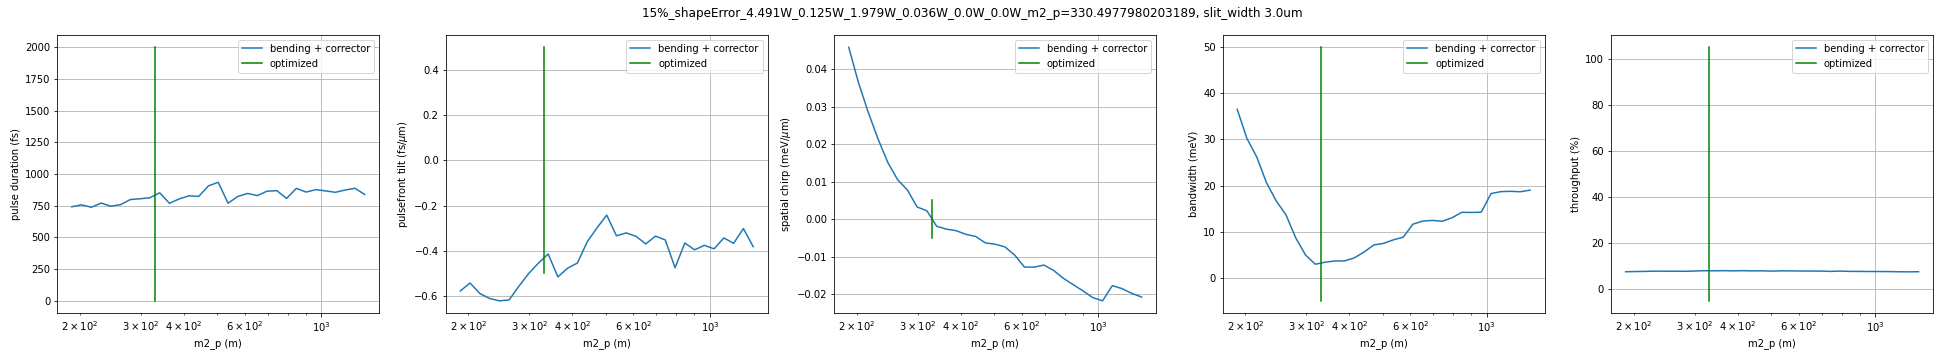 15%_shapeError_4.491W_0.125W_1.979W_0.036W_0.0W_0.0W_m2_p=330.4977980203189, slit_width 3.0um
pulse duration (fs)
2000
1750
1500
1250
1000
750
500
250
0
bending + corrector
optimized
2 × 10²
3 × 10²
4 × 10²
6 × 10²
10³
m2_p (m)
pulsefront tilt (fs/μm)
0.4
0.2
0.0
−0.2
−0.4
−0.6
bending + corrector
optimized
2 × 10²
3 × 10²
4 × 10²
6 × 10²
10³
m2_p (m)
spatial chirp (meV/μm)
0.04
0.03
0.02
0.01
0.00
−0.01
−0.02
bending + corrector
optimized
2 × 10²
3 × 10²
4 × 10²
6 × 10²
10³
m2_p (m)
bandwidth (meV)
50
40
30
20
10
0
bending + corrector
optimized
2 × 10²
3 × 10²
4 × 10²
6 × 10²
10³
m2_p (m)
throughput (%)
100
80
60
40
20
0
bending + corrector
optimized
2 × 10²
3 × 10²
4 × 10²
6 × 10²
10³
m2_p (m)